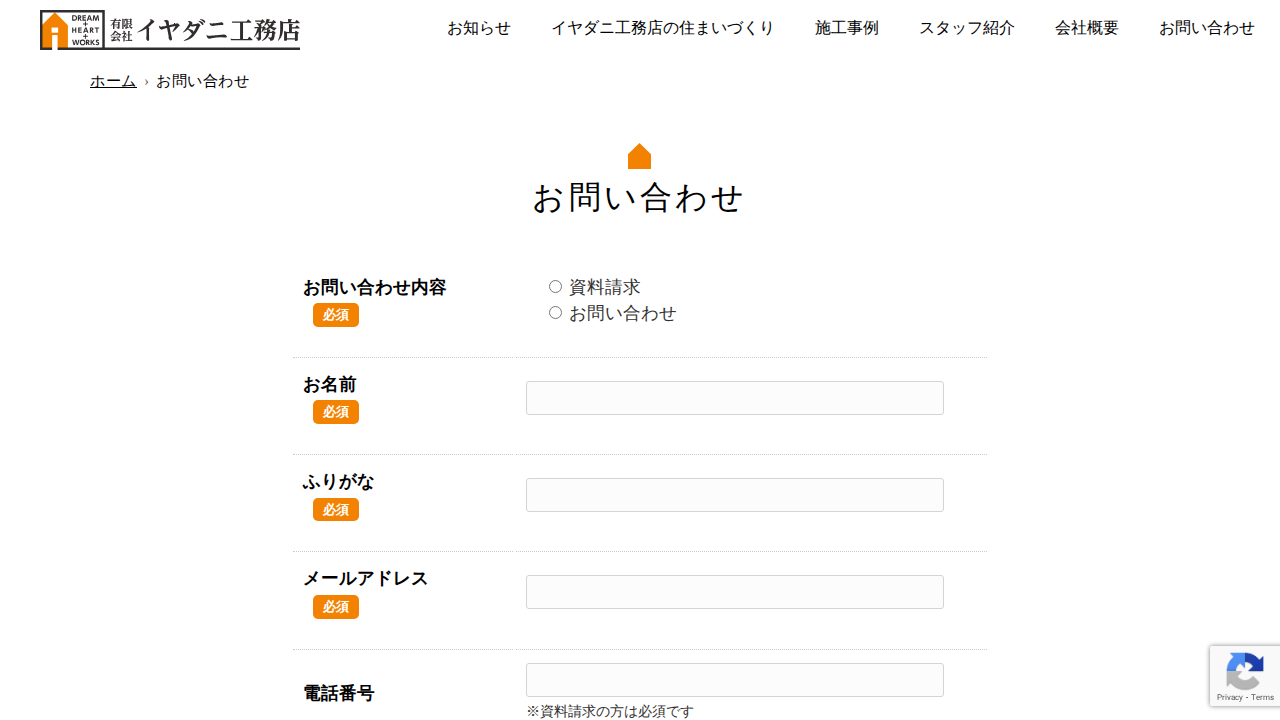 DREAM
+
HEART
+
WORKS
有限会社 イヤダニ工務店
お知らせ
イヤダニ工務店の住まいづくり
施工事例
スタッフ紹介
会社概要
お問い合わせ
ホーム › お問い合わせ
お問い合わせ
お問い合わせ内容
必須
資料請求
お問い合わせ
お名前
必須
ふりがな
必須
メールアドレス
必須
電話番号
※資料請求の方は必須です
Privacy - Terms